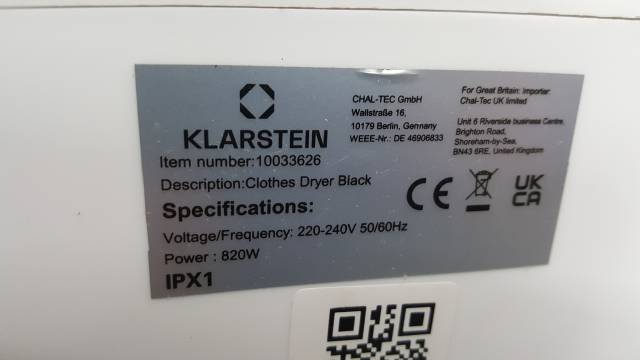 KLARSTEIN
Item number:10033626
Description:Clothes Dryer Black
Specifications:
Voltage/Frequency: 220-240V 50/60Hz
Power : 820W
IPX1
CHAL-TEC GmbH
Wallstraße 16,
10179 Berlin, Germany
WEEE-Nr.: DE 46906833
For Great Britain: Importer:
Chal-Tec UK limited
Unit 6 Riverside business Centre,
Brighton Road,
Shoreham-by-Sea,
BN43 6RE, United Kingdom
CE
UK
CA